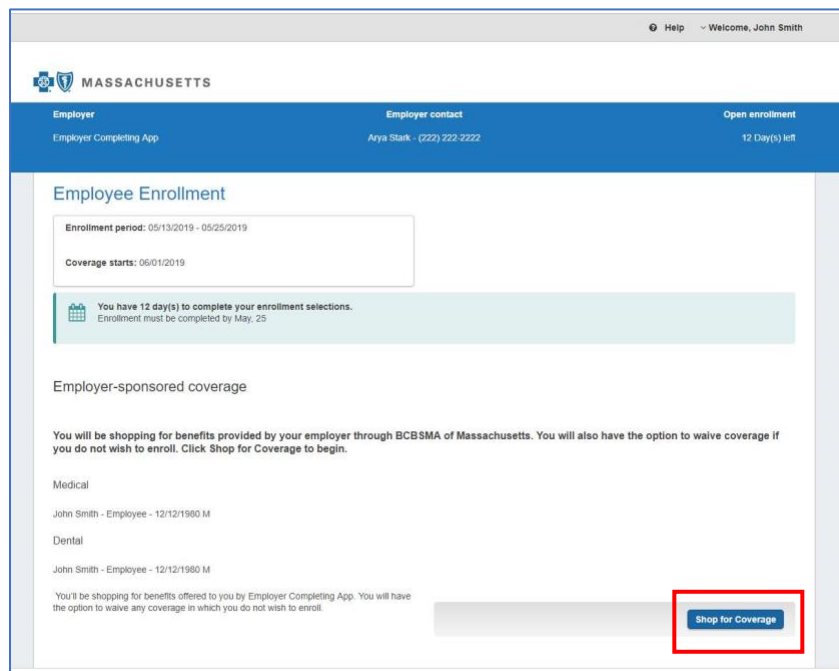 Help Welcome, John Smith
MASSACHUSETTS
Employer Employer contact Open enrollment
Employer Completing App Arya Stark - (222) 222-2222 12 Day(s) left
Employee Enrollment
Enrollment period: 05/13/2019 - 05/25/2019
Coverage starts: 06/01/2019
You have 12 day(s) to complete your enrollment selections.
Enrollment must be completed by May, 25
Employer-sponsored coverage
You will be shopping for benefits provided by your employer through BCBSMA of Massachusetts. You will also have the option to waive coverage if
you do not wish to enroll. Click Shop for Coverage to begin.
Medical
John Smith - Employee - 12/12/1980 M
Dental
John Smith - Employee - 12/12/1980 M
You'll be shopping for benefits offered to you by Employer Completing App. You will have
the option to waive any coverage in which you do not wish to enroll.
Shop for Coverage